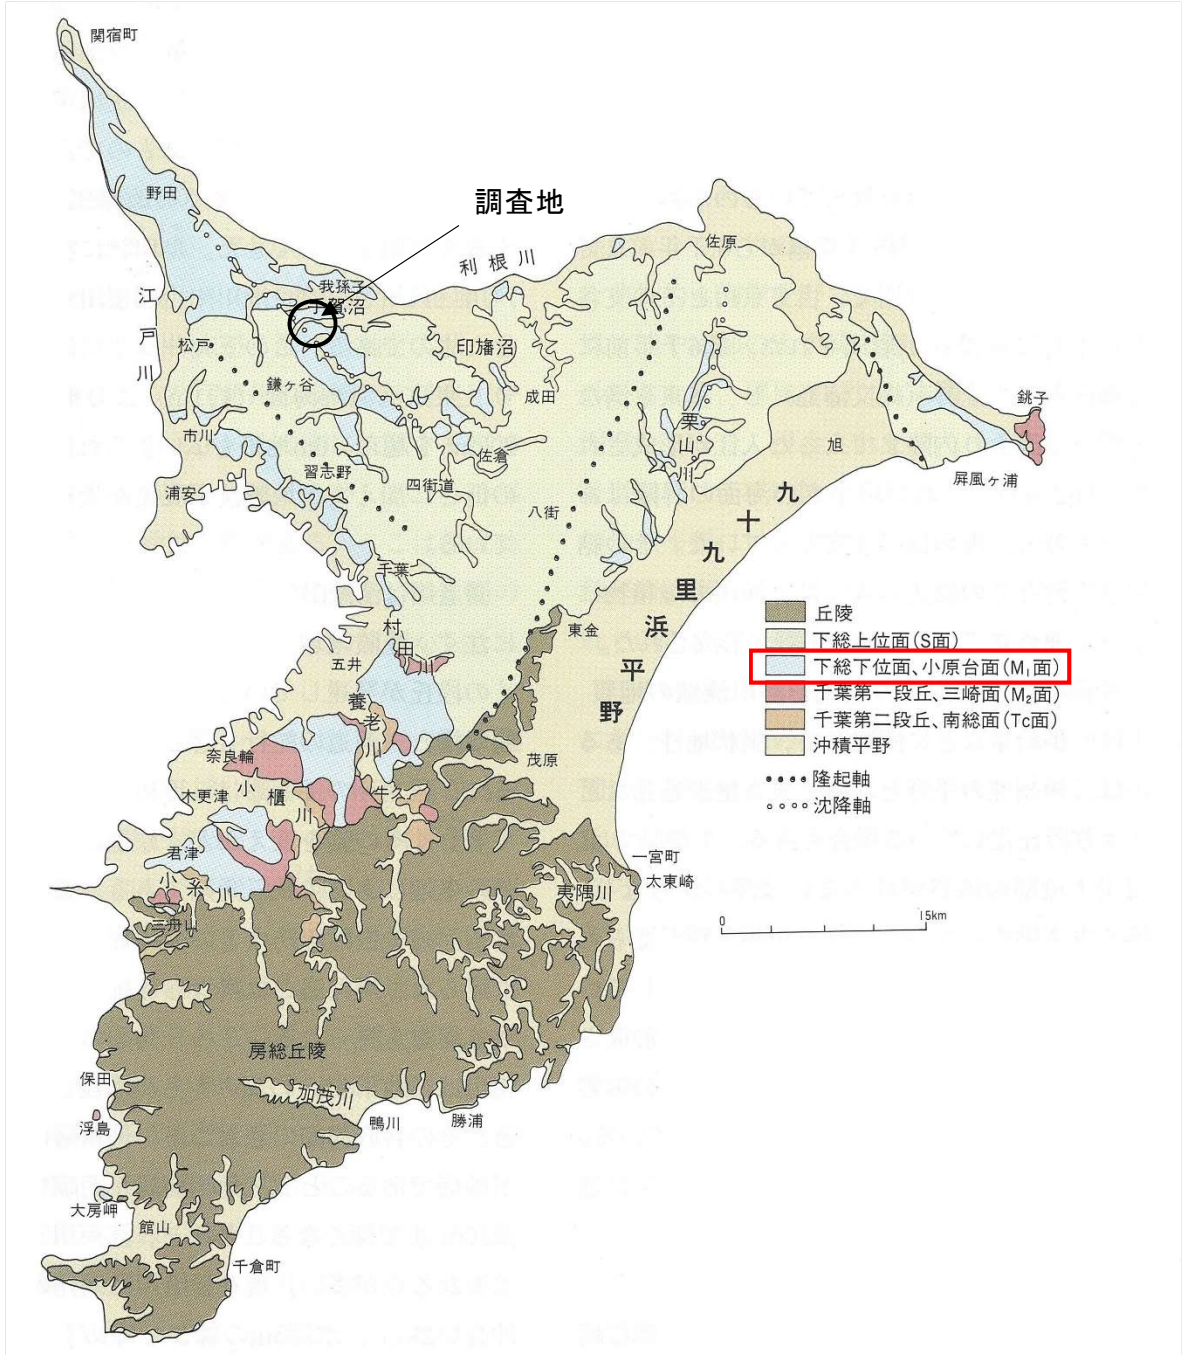 関宿町
野田
調査地
佐原
利根川
我孫子
手賀沼
江戸川
松戸
印旛沼
鎌ヶ谷
成田
銚子
栗山川
市川
佐倉
旭
習志野
四街道
屏風ヶ浦
浦安
八街
九十九里浜平野
千葉
村田川
東金
五井
養老川
奈良輪
茂原
木更津
小櫃川
牛久
君津
小糸川
三舟山
夷隅川
一宮町
太東崎
丘陵
下総上位面(S面)
下総下位面、小原台面(M₁面)
千葉第一段丘、三崎面(M₂面)
千葉第二段丘、南総面(Tc面)
沖積平野
隆起軸
沈降軸
0 15km
房総丘陵
保田
加茂川
浮島
鴨川
勝浦
大房岬
館山
千倉町